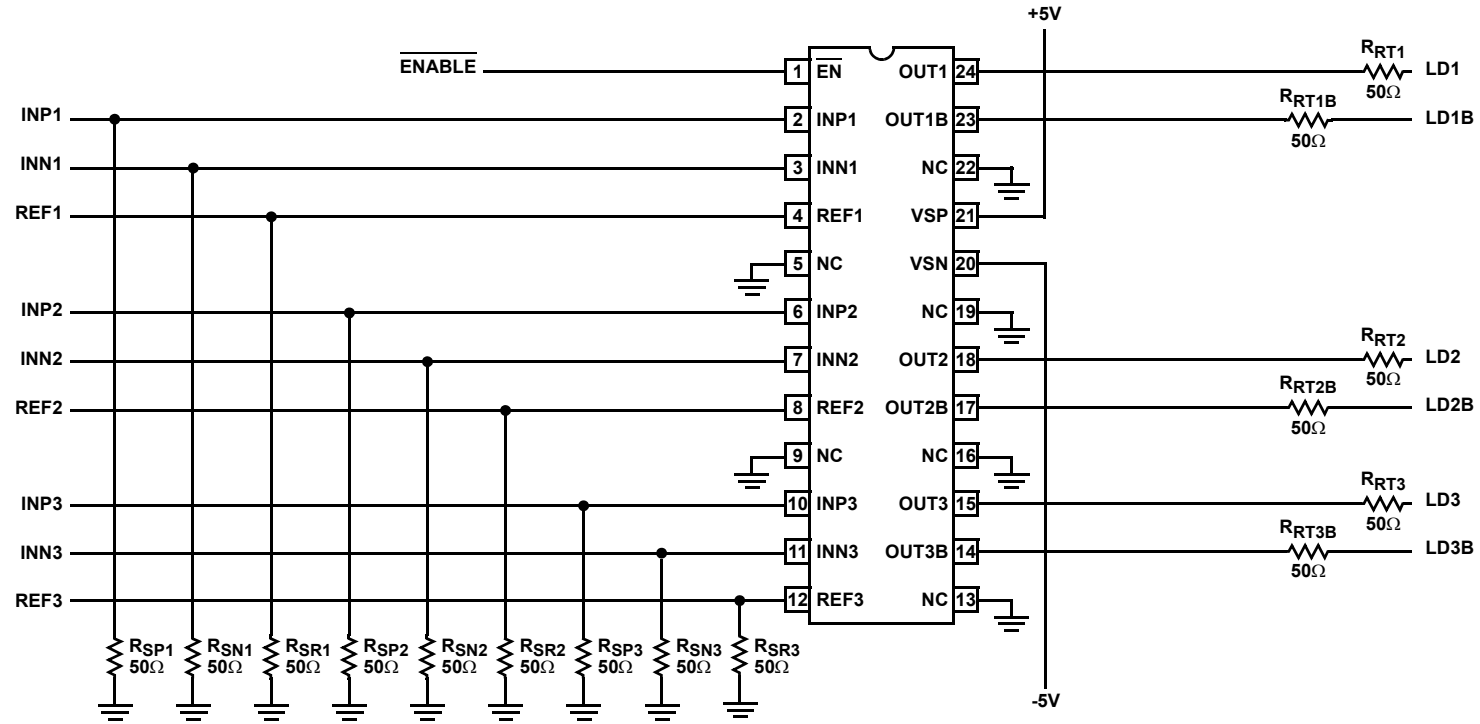 +5V
ENABLE 1 EN OUT1 24 RRT1 50Ω LD1
INP1 2 INP1 OUT1B 23 RRT1B 50Ω LD1B
INN1 3 INN1 NC 22
REF1 4 REF1 VSP 21
5 NC VSN 20
INP2 6 INP2 NC 19
INN2 7 INN2 OUT2 18 RRT2 50Ω LD2
REF2 8 REF2 OUT2B 17 RRT2B 50Ω LD2B
9 NC NC 16
INP3 10 INP3 OUT3 15 RRT3 50Ω LD3
INN3 11 INN3 OUT3B 14 RRT3B 50Ω LD3B
REF3 12 REF3 NC 13
RSP1 RSN1 RSR1 RSP2 RSN2 RSR2 RSP3 RSN3 RSR3
50Ω 50Ω 50Ω 50Ω 50Ω 50Ω 50Ω 50Ω 50Ω
-5V